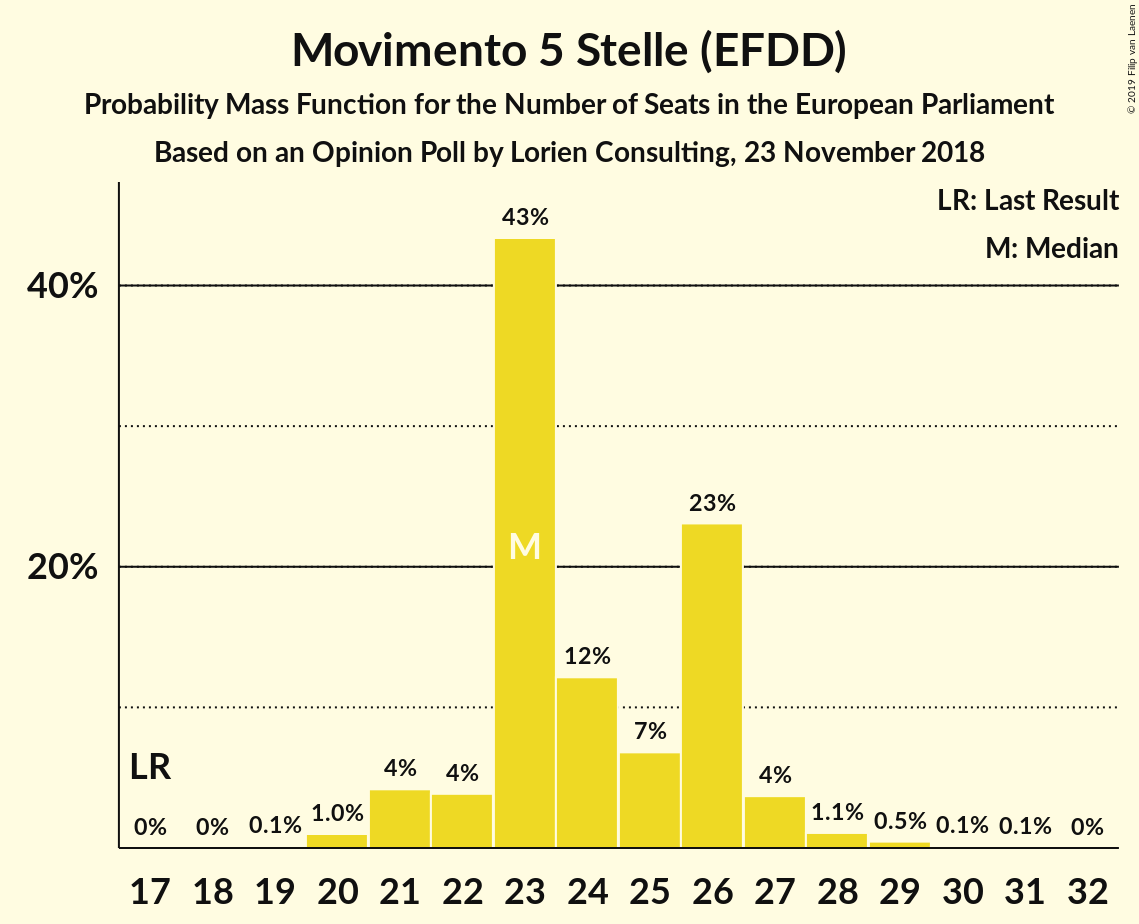 Movimento 5 Stelle (EFDD)
Probability Mass Function for the Number of Seats in the European Parliament
Based on an Opinion Poll by Lorien Consulting, 23 November 2018
© 2019 Filip van Laenen
LR: Last Result
M: Median
43%
40%
23%
M
20%
12%
7%
LR
4%
4%
4%
0%
0%
0.1%
1.0%
1.1%
0.5%
0.1%
0.1%
0%
17 18 19 20 21 22 23 24 25 26 27 28 29 30 31 32